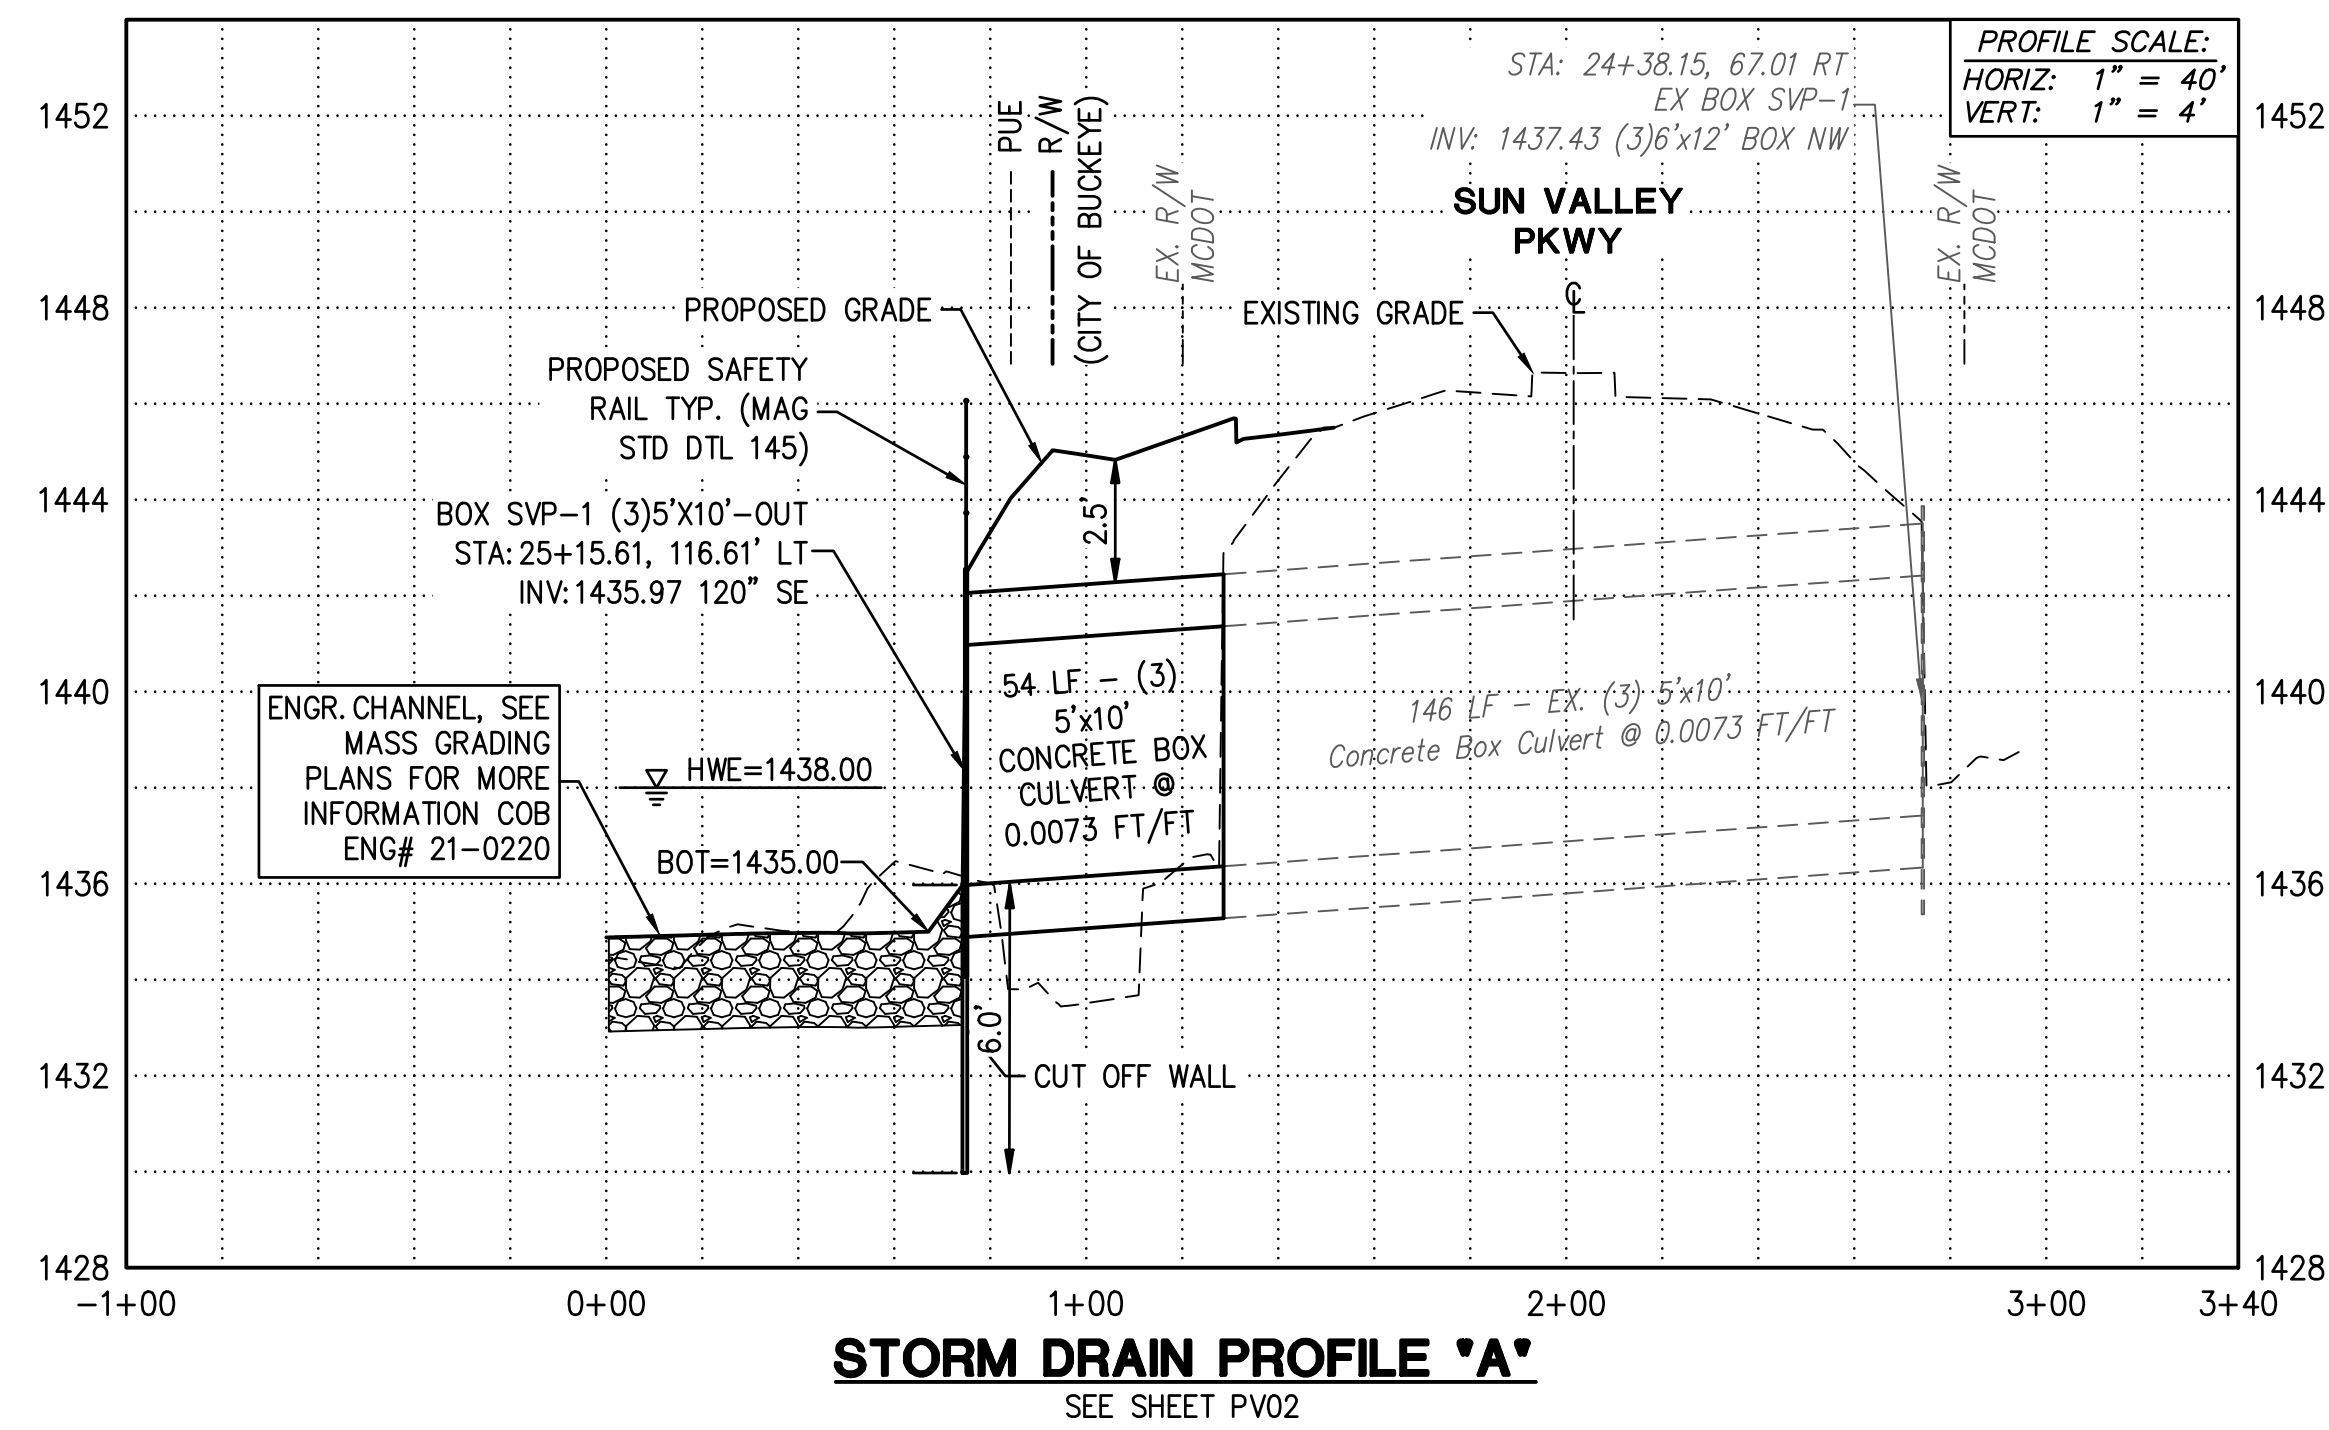 PROFILE SCALE:
HORIZ: 1" = 40'
VERT: 1" = 4'
STA: 24+38.15, 67.01 RT
EX BOX SVP-1
INV: 1437.43 (3)6'x12' BOX NW
SUN VALLEY
PKWY
PUE
R/W
(CITY OF BUCKEYE)
EX. R/W
MCDOT
EX. R/W
MCDOT
1452
1448
1444
1440
1436
1432
1428
PROPOSED GRADE
EXISTING GRADE
℄
PROPOSED SAFETY
RAIL TYP. (MAG
STD DTL 145)
BOX SVP-1 (3)5'X10'-OUT
STA:25+15.61, 116.61' LT
INV:1435.97 120" SE
2.5'
ENGR. CHANNEL, SEE
MASS GRADING
PLANS FOR MORE
INFORMATION COB
ENG# 21-0220
HWE=1438.00
BOT=1435.00
54 LF - (3)
5'x10'
CONCRETE BOX
CULVERT @
0.0073 FT/FT
146 LF - EX. (3) 5'x10'
Concrete Box Culvert @ 0.0073 FT/FT
6.0'
CUT OFF WALL
1452
1448
1444
1440
1436
1432
1428
-1+00
0+00
1+00
2+00
3+00
3+40
STORM DRAIN PROFILE "A"
SEE SHEET PV02